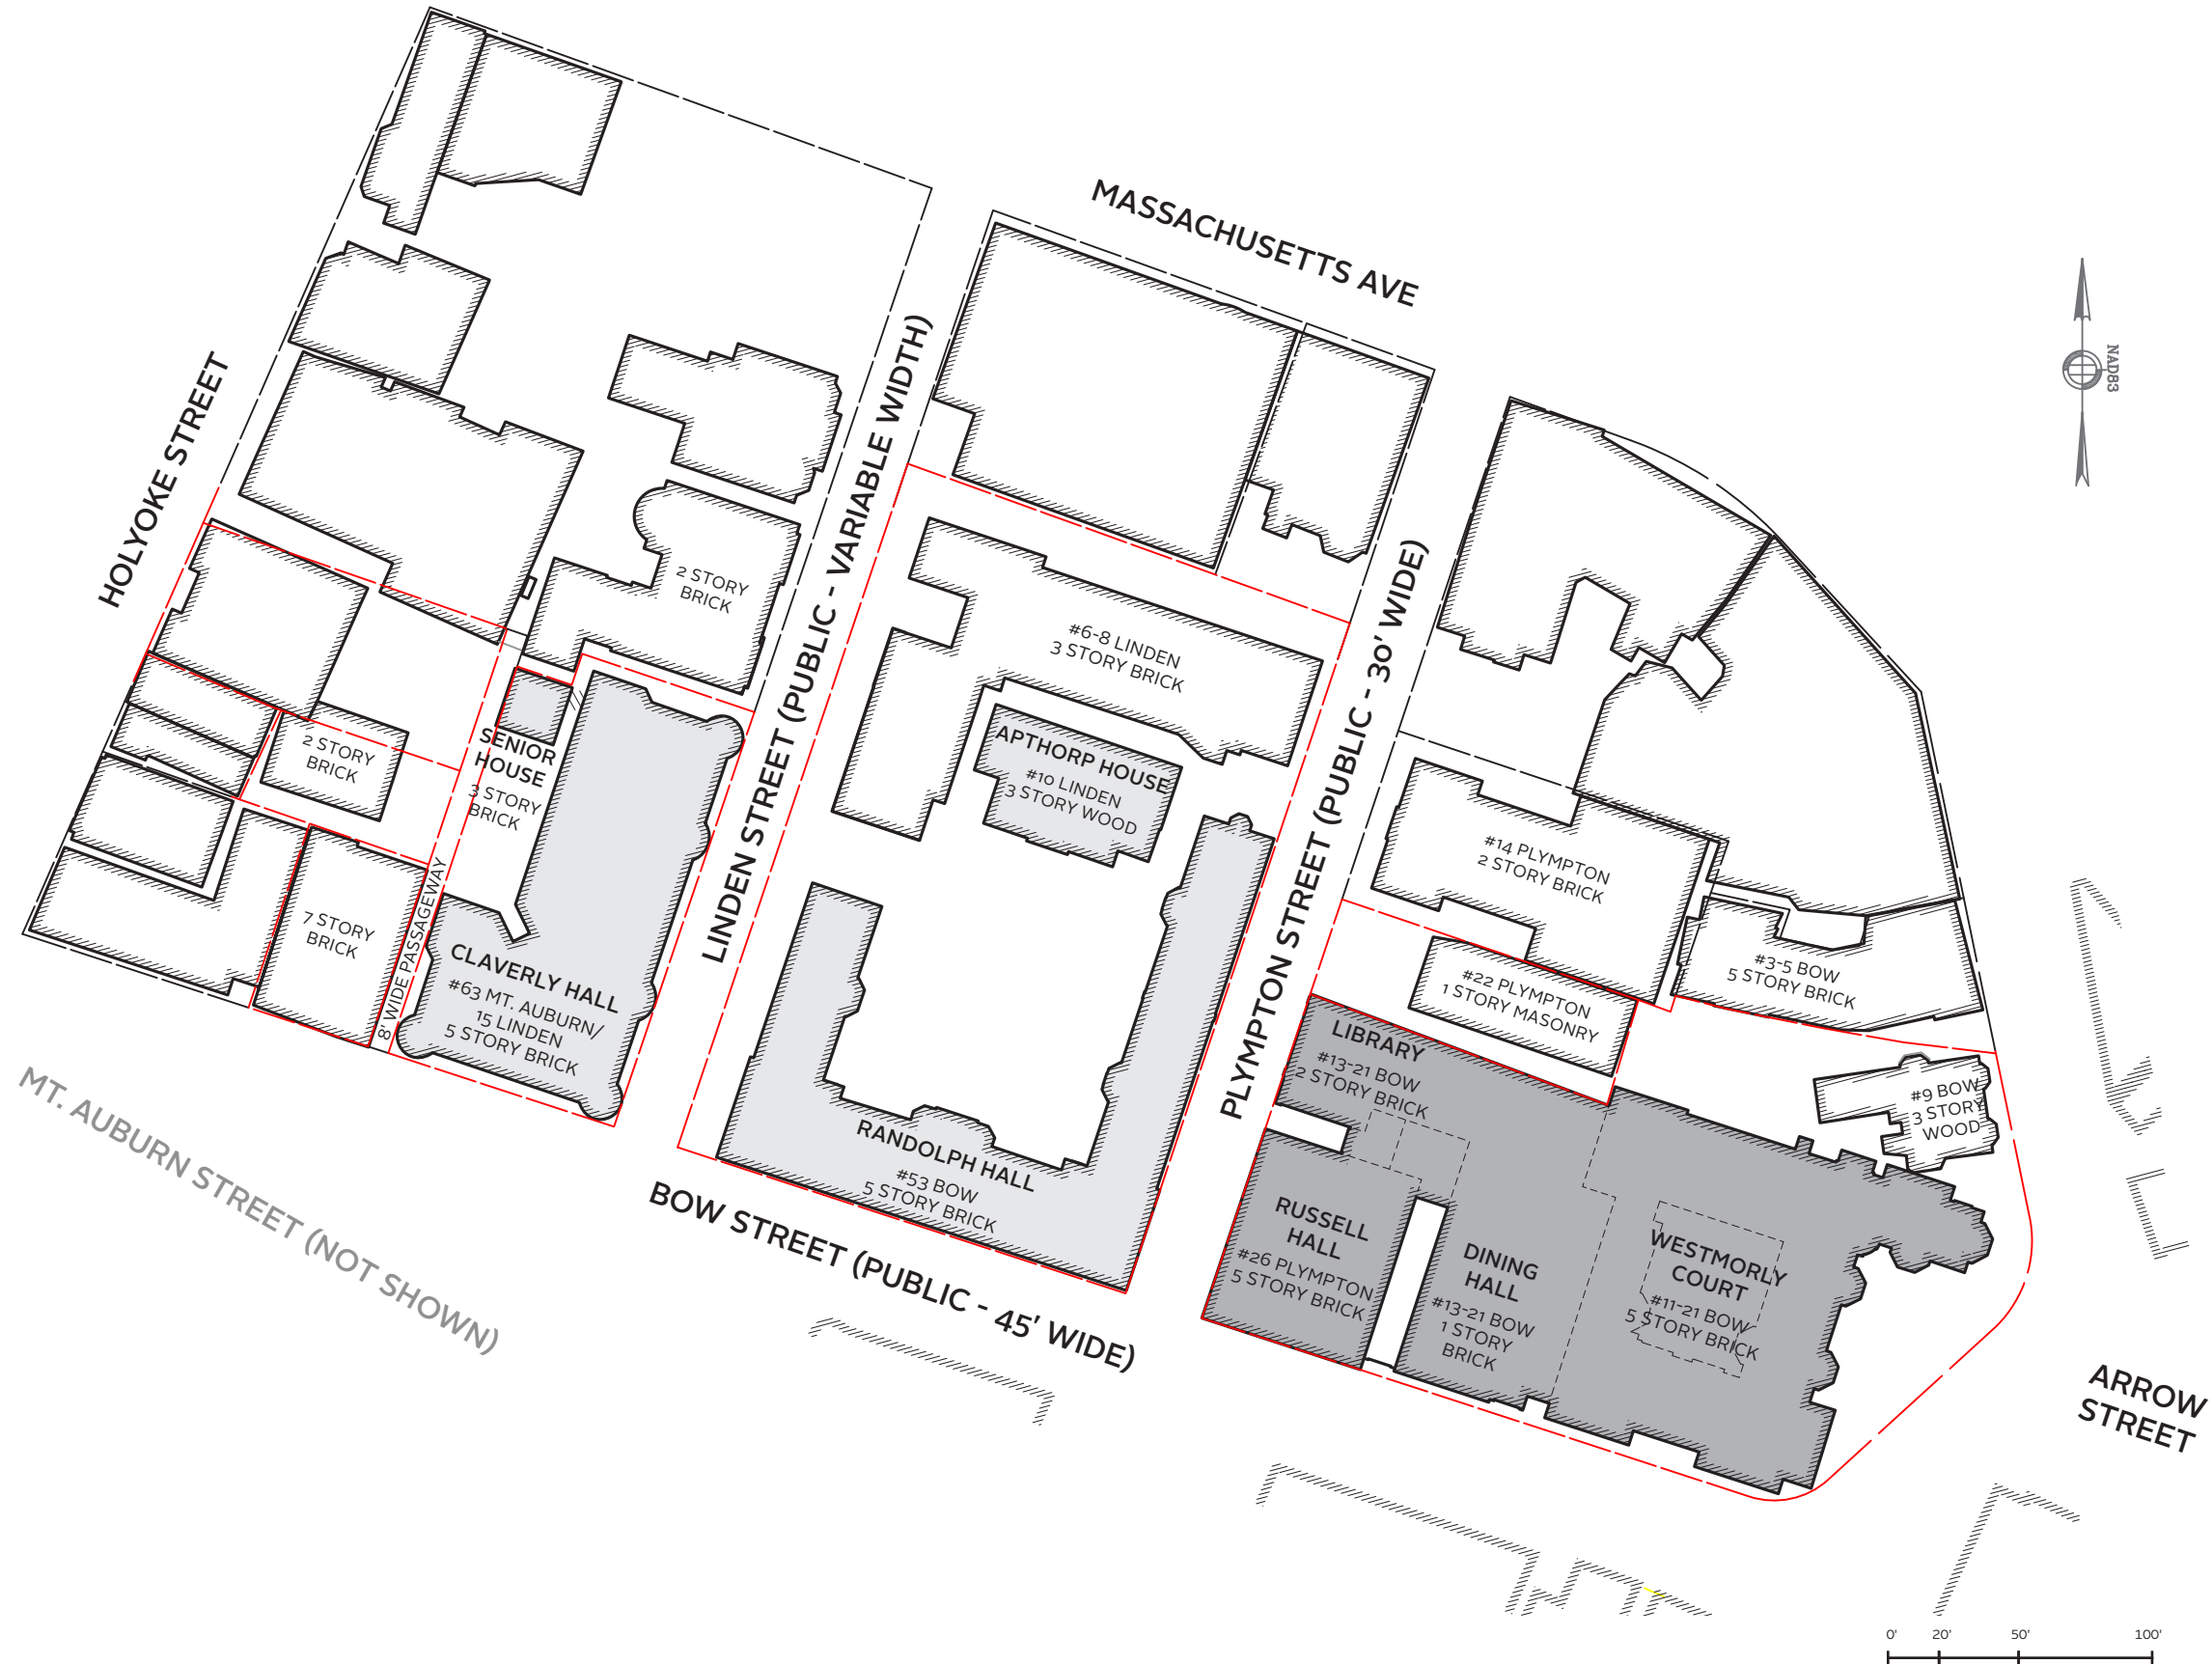 MASSACHUSETTS AVE
NAD83
HOLYOKE STREET
LINDEN STREET (PUBLIC - VARIABLE WIDTH)
PLYMPTON STREET (PUBLIC - 30' WIDE)
2 STORY
BRICK
#6-8 LINDEN
3 STORY BRICK
APTHORP HOUSE
#10 LINDEN
3 STORY WOOD
SENIOR
HOUSE
3 STORY
BRICK
2 STORY
BRICK
7 STORY
BRICK
8' WIDE PASSAGEWAY
CLAVERLY HALL
#63 MT. AUBURN/
15 LINDEN
5 STORY BRICK
#14 PLYMPTON
2 STORY BRICK
#22 PLYMPTON
1 STORY MASONRY
#3-5 BOW
5 STORY BRICK
#9 BOW
3 STORY
WOOD
LIBRARY
#13-21 BOW
2 STORY BRICK
RANDOLPH HALL
#53 BOW
5 STORY BRICK
RUSSELL
HALL
#26 PLYMPTON
5 STORY BRICK
DINING
HALL
#13-21 BOW
1 STORY
BRICK
WESTMORLY
COURT
#11-21 BOW
5 STORY BRICK
MT. AUBURN STREET (NOT SHOWN)
BOW STREET (PUBLIC - 45' WIDE)
ARROW
STREET
0' 20' 50' 100'